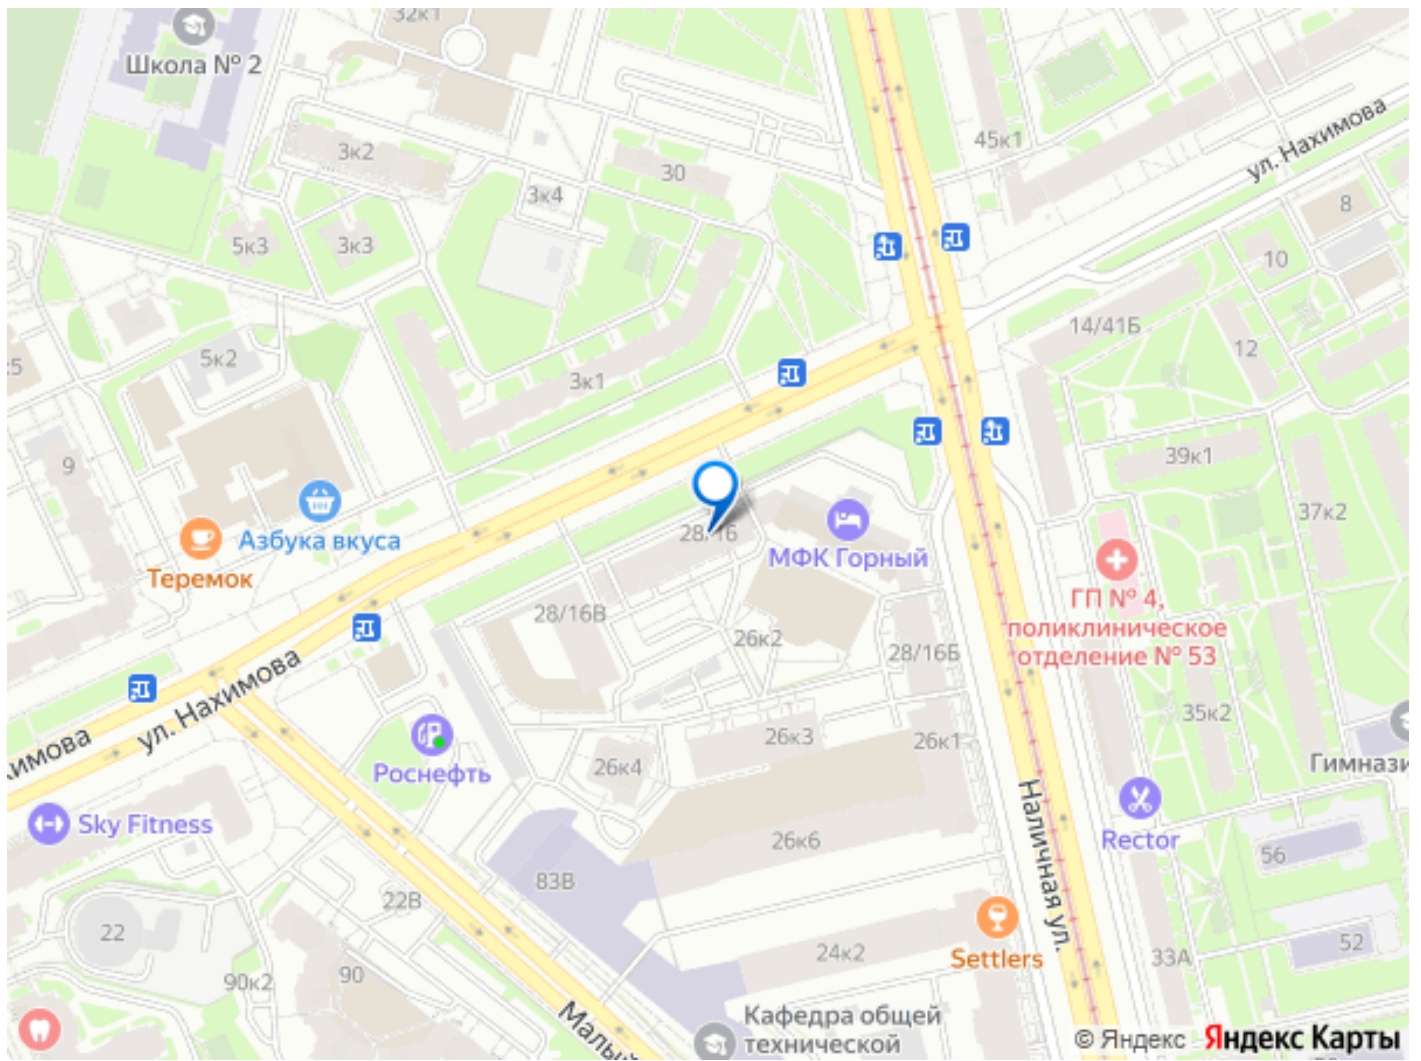 32к1
Школа № 2
45к1
ул. Нахимова
3к2
30
3к4
8
5к3
3к3
10
14/41Б
12
5к2
3к1
9
39к1
37к2
Азбука вкуса
Теремок
28/16
МФК Горный
ГП № 4,
поликлиническое
отделение № 53
28/16В
26к2
28/16Б
ул. Нахимова
35к2
26к3
26к1
26к4
Роснефть
Sky Fitness
Наличная ул.
Rector
26к6
56
83В
22В
22
Settlers
24к2
52
33А
90к2
90
Кафедра общей
технической
© Яндекс Яндекс Карты